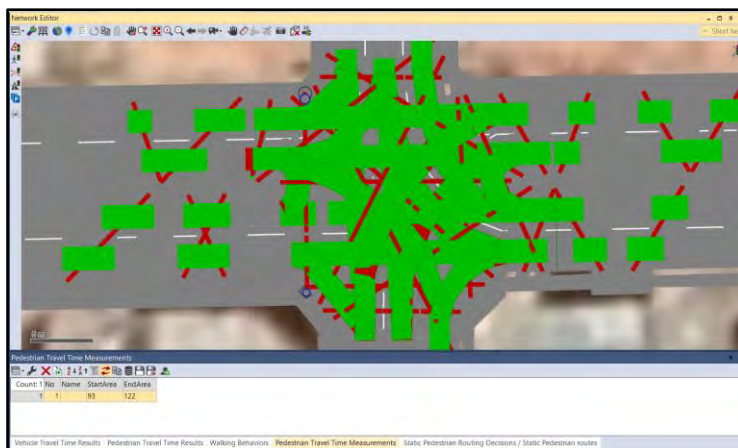 Network Editor
Short he
Pedestrian Travel Time Measurements
Count: 1 No Name StartArea EndArea
1 1 93 122
Vehicle Travel Time Results Pedestrian Travel Time Results Walking Behaviors Pedestrian Travel Time Measurements Static Pedestrian Routing Decisions / Static Pedestrian routes